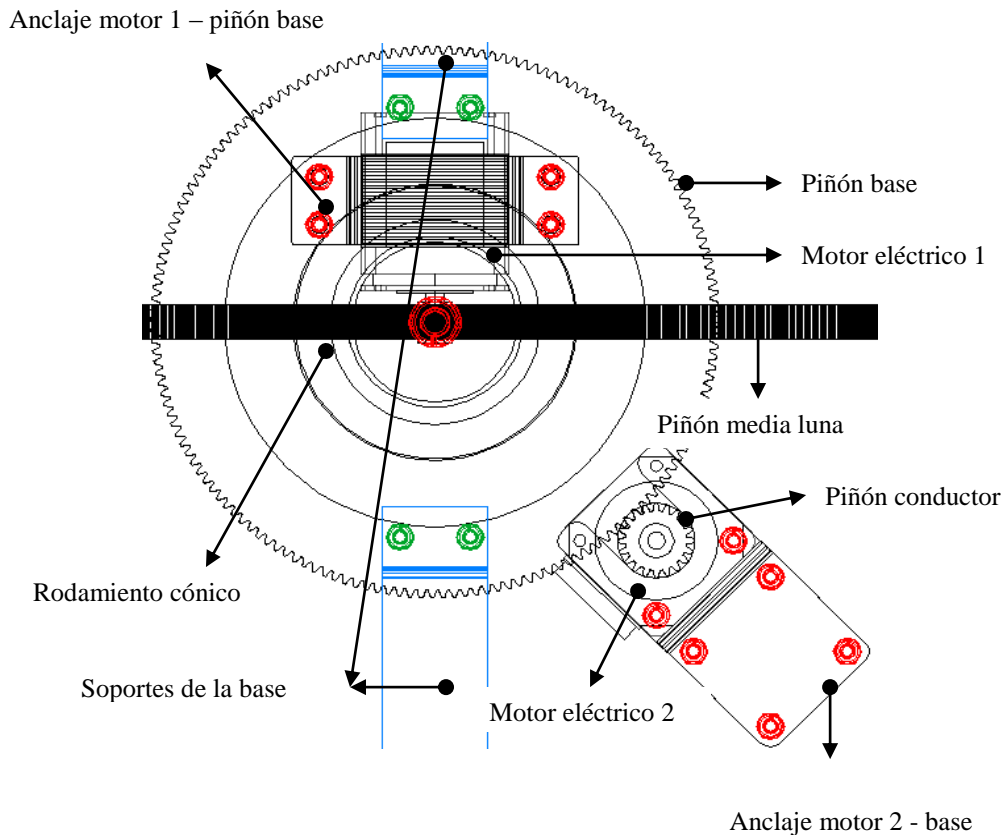 Anclaje motor 1 – piñón base
Piñón base
Motor eléctrico 1
Piñón media luna
Piñón conductor
Rodamiento cónico
Soportes de la base
Motor eléctrico 2
Anclaje motor 2 - base